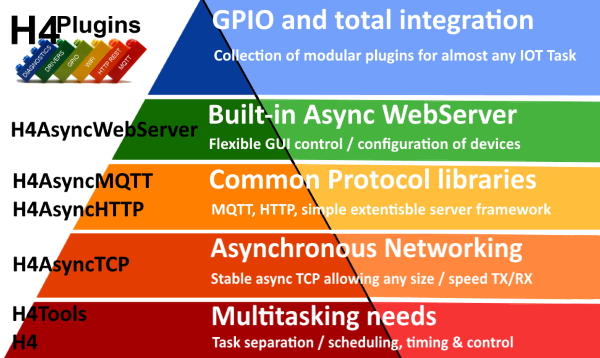 H4 Plugins
DIAGNOSTICS
DRIVERS
GPIO
WIFI
HTTP REST
MQTT
GPIO and total integration
Collection of modular plugins for almost any IOT Task
H4AsyncWebServer
Built-in Async WebServer
Flexible GUI control / configuration of devices
H4AsyncMQTT
H4AsyncHTTP
Common Protocol libraries
MQTT, HTTP, simple extentisble server framework
H4AsyncTCP
Asynchronous Networking
Stable async TCP allowing any size / speed TX/RX
H4Tools
H4
Multitasking needs
Task separation / scheduling, timing & control